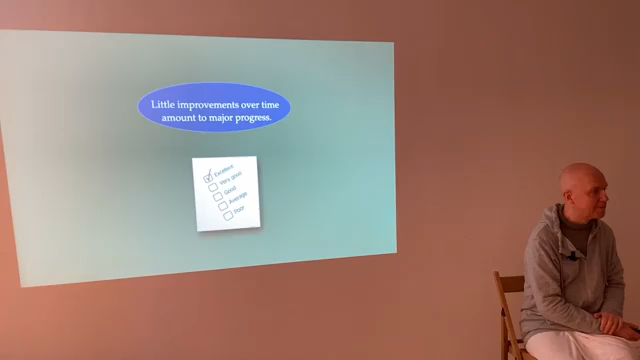 Little improvements over time
amount to major progress.
Excellent
Very good
Good
Average
Poor